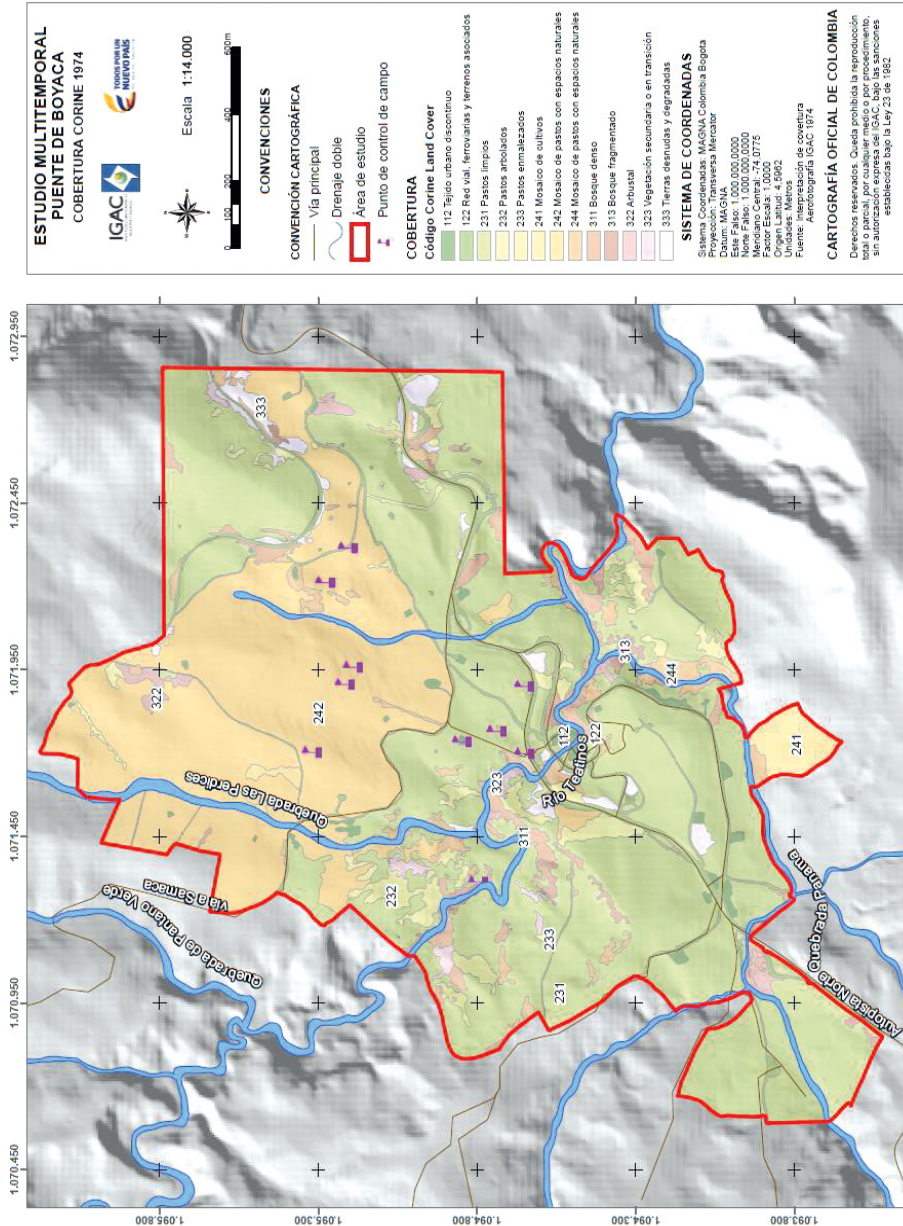 ESTUDIO MULTITEMPORAL
PUENTE DE BOYACA
COBERTURA CORINE 1974
IGAC
TODOS POR UN
NUEVO PAÍS
Escala 1:14.000
0 100 200 400 600m
CONVENCIONES
CONVENCIÓN CARTOGRÁFICA
Vía principal
Drenaje doble
Área de estudio
Punto de control de campo
COBERTURA
Código Corine Land Cover
112 Tejido urbano discontinuo
122 Red vial, ferroviarias y terrenos asociados
231 Pastos limpios
232 Pastos arbolados
233 Pastos enmalezados
241 Mosaico de cultivos
242 Mosaico de pastos con espacios naturales
244 Mosaico de pastos con espacios naturales
311 Bosque denso
313 Bosque fragmentado
322 Arbustal
323 Vegetación secundaria o en transición
333 Tierras desnudas y degradadas
SISTEMA DE COORDENADAS
Sistema Coordenadas: MAGNA Colombia Bogota
Proyección: Transversa Mercator
Datum: MAGNA
Este Falso: 1.000.000,0000
Norte Falso: 1.000.000,0000
Meridiano Central: -74,0775
Factor Escala: 1,0000
Origen Latitud: 4,5962
Unidades: Metros
Fuente: Interpretación de cobertura
Aerofotografía IGAC 1974
CARTOGRAFÍA OFICIAL DE COLOMBIA
Derechos reservados. Queda prohibida la reproducción
total o parcial, por cualquier medio o por procedimiento,
sin autorización expresa del IGAC, bajo las sanciones
establecidas bajo la Ley 23 de 1982
1.070.450
1.070.950
1.071.450
1.071.950
1.072.450
1.072.950
1.095.800
1.095.300
1.094.800
1.094.300
1.093.800
333
322
242
Quebrada Las Perdices
Vía a Samacá
Quebrada de Pantano Verde
232
323
311
112
122
Río Teatinos
313
244
241
233
231
Quebrada Panama
Autopista Norte